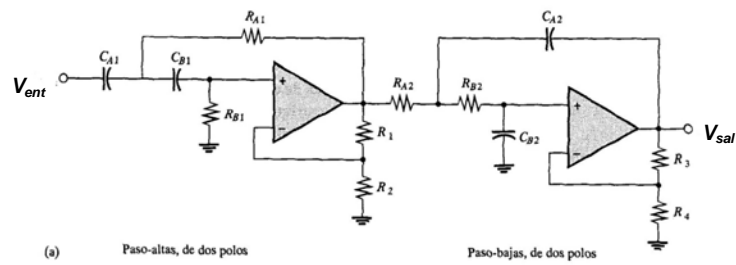 R_A1
C_A2
C_A1
C_B1
V_ent
+
R_B1
−
R_1
R_2
R_A2
R_B2
+
C_B2
−
V_sal
R_3
R_4
(a) Paso-altas, de dos polos Paso-bajas, de dos polos